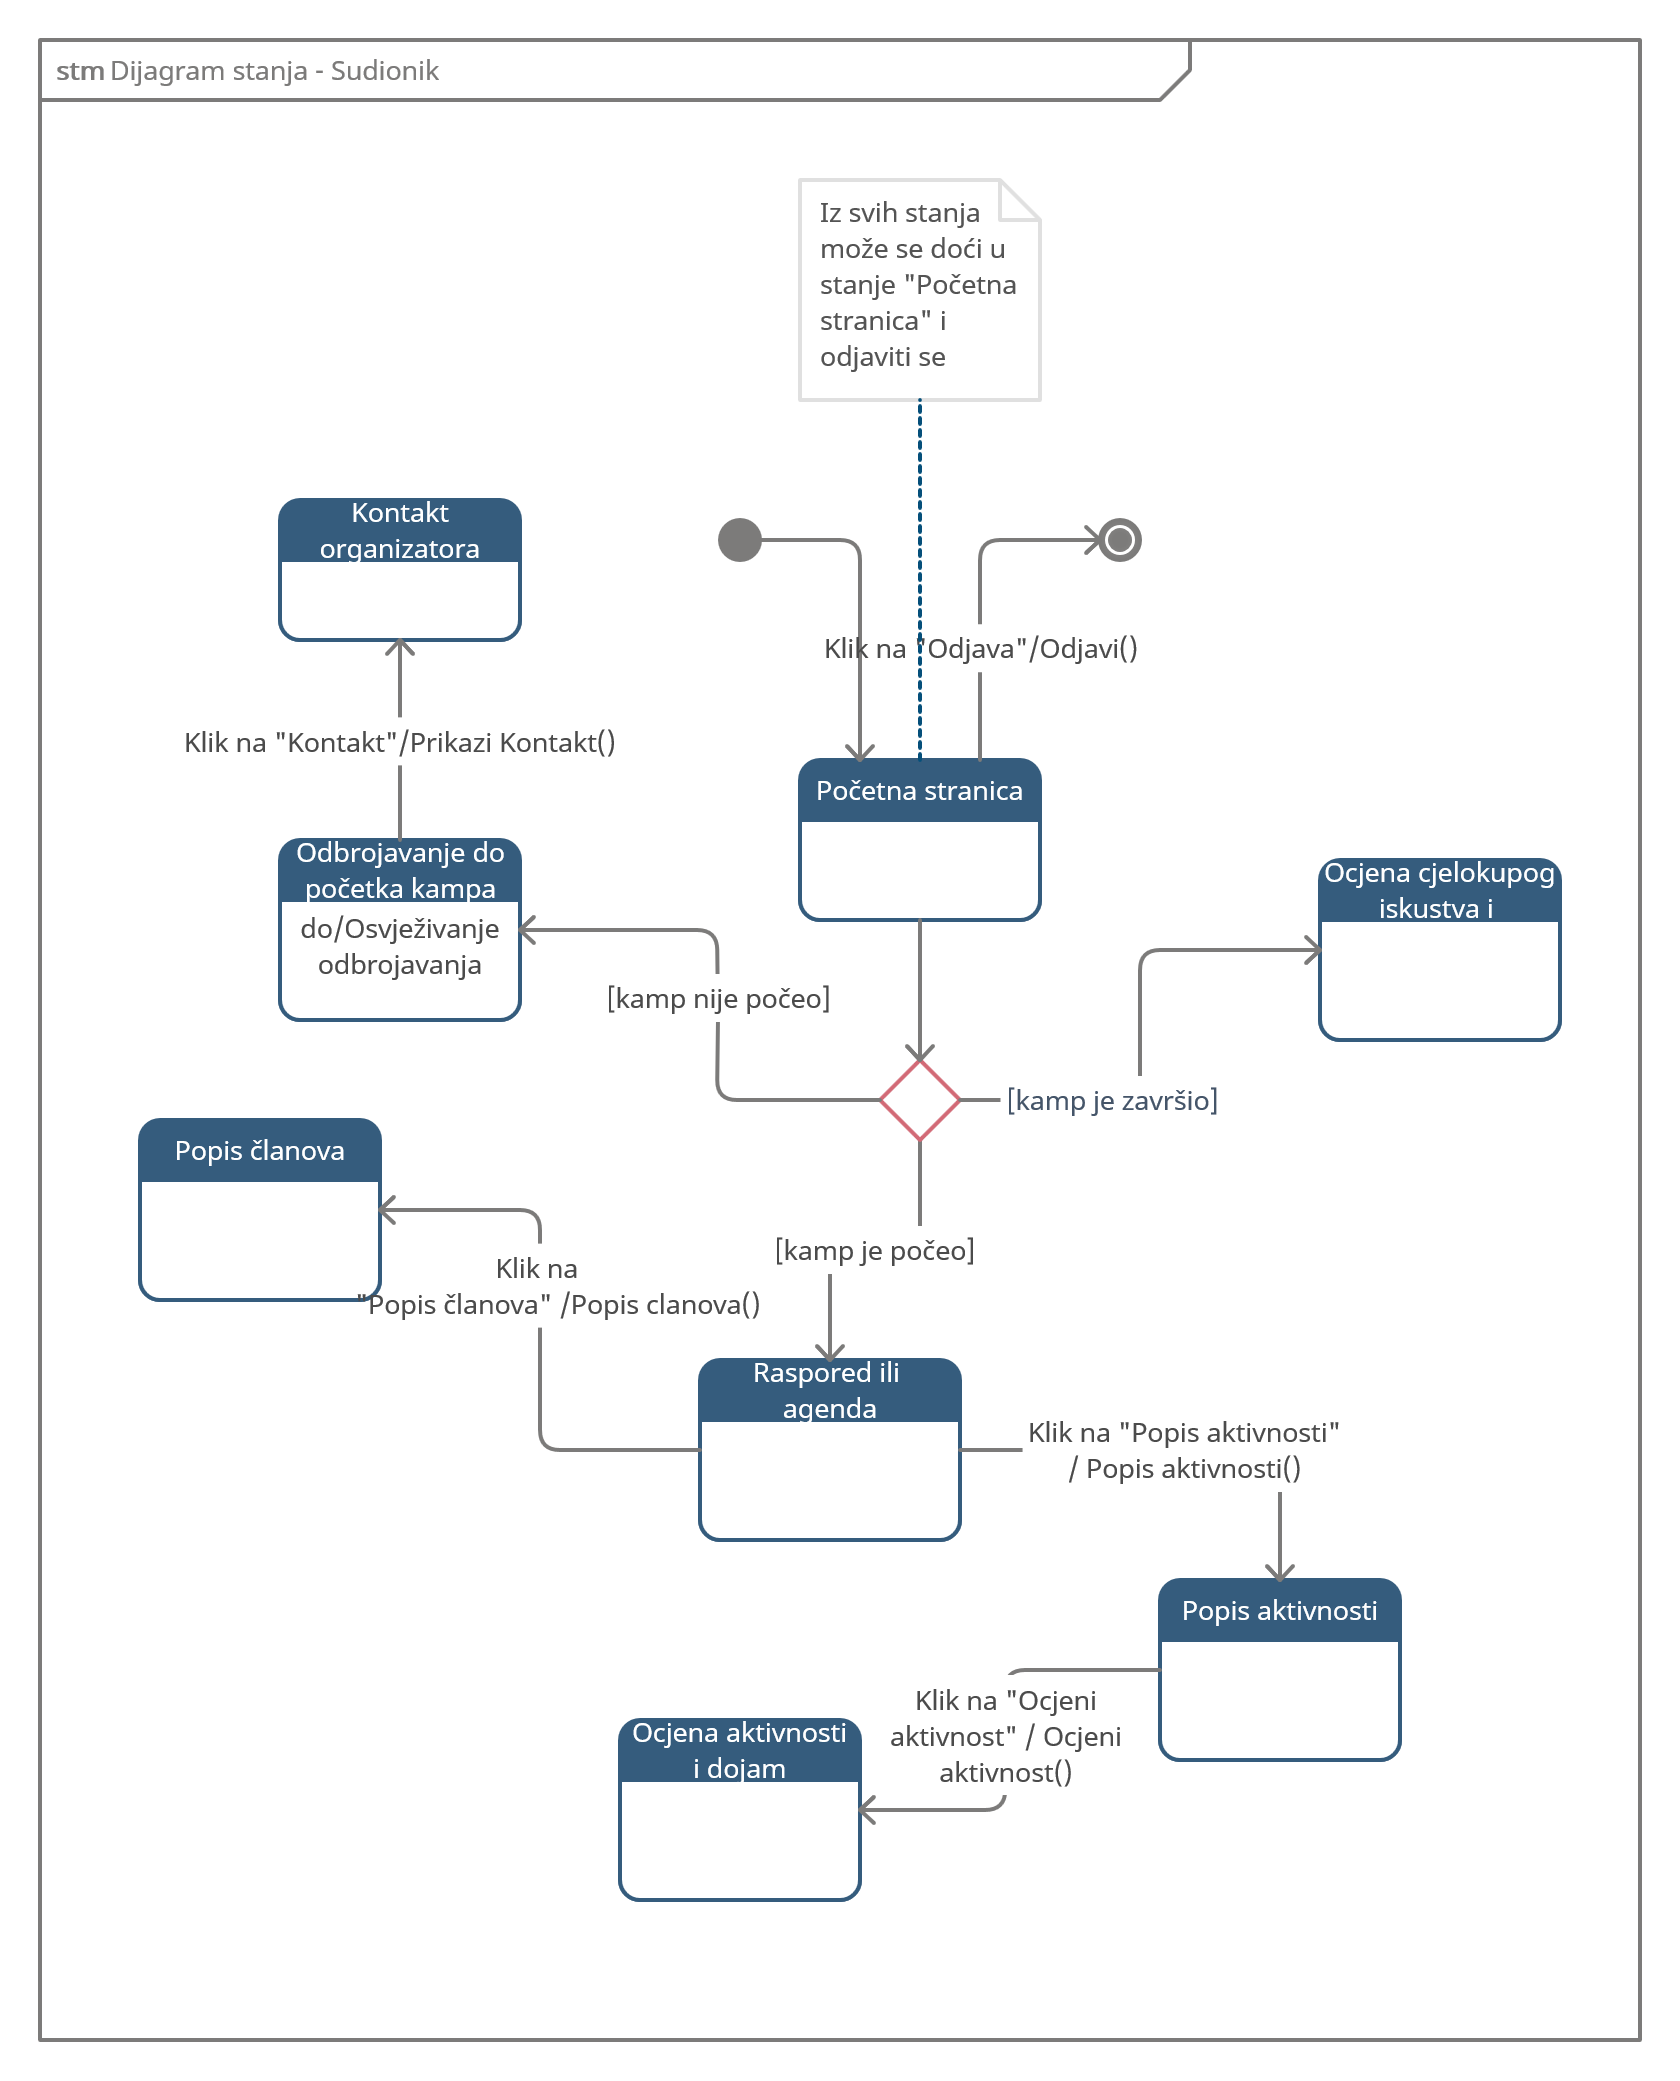 stm Dijagram stanja - Sudionik
Iz svih stanja
može se doći u
stanje "Početna
stranica" i
odjaviti se
Kontakt
organizatora
Klik na "Odjava"/Odjavi()
Klik na "Kontakt"/Prikazi Kontakt()
Početna stranica
Odbrojavanje do
početka kampa
do/Osvježivanje
odbrojavanja
Ocjena cjelokupog
iskustva i
[kamp nije počeo]
[kamp je završio]
Popis članova
[kamp je počeo]
Klik na
"Popis članova" /Popis clanova()
Raspored ili
agenda
Klik na "Popis aktivnosti"
/ Popis aktivnosti()
Popis aktivnosti
Klik na "Ocjeni
aktivnost" / Ocjeni
aktivnost()
Ocjena aktivnosti
i dojam